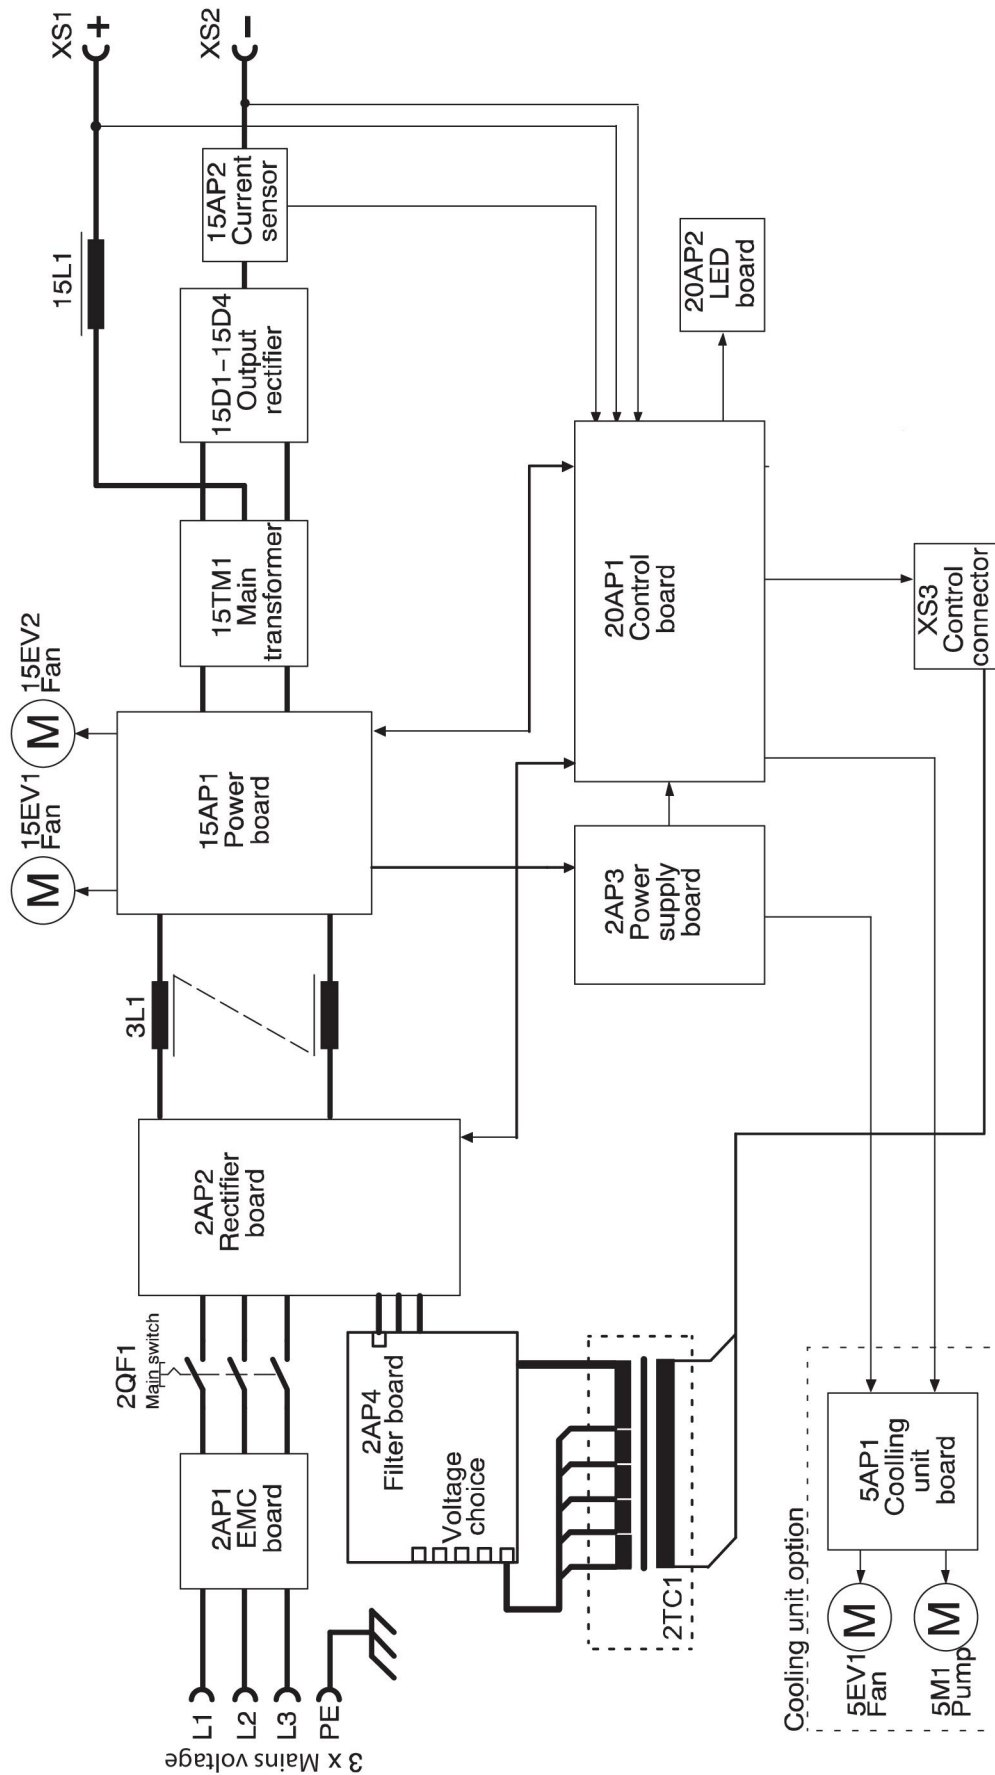 XS1
+
XS2
−
15L1
15AP2
Current
sensor
15D1-15D4
Output
rectifier
20AP2
LED
board
15TM1
Main
transformer
15EV2
Fan
M
15EV1
Fan
M
15AP1
Power
board
20AP1
Control
board
XS3
Control
connector
2AP3
Power
supply
board
3L1
2AP2
Rectifier
board
2QF1
Main switch
2AP1
EMC
board
2AP4
Filter board
Voltage
choice
2TC1
L1
L2
L3
PE
3 x Mains voltage
Cooling unit option
5AP1
Coolling
unit
board
M
5EV1
Fan
M
5M1
Pump